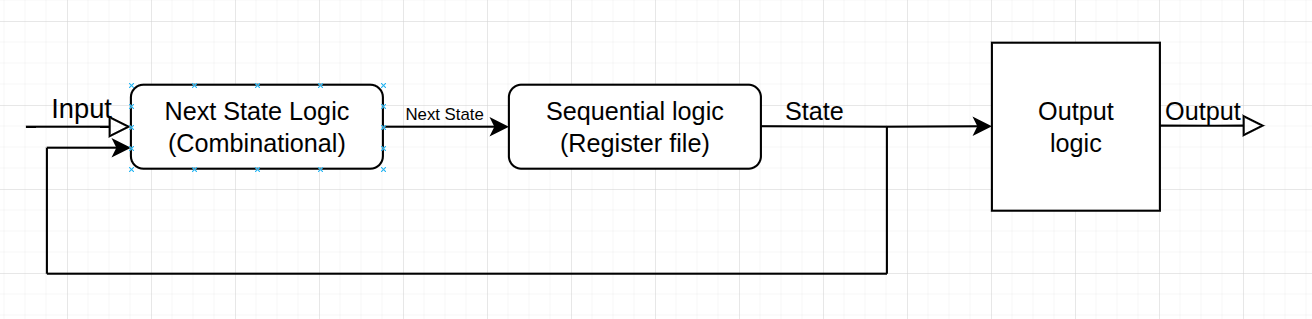 Input
Next State Logic
(Combinational)
Next State
Sequential logic
(Register file)
State
Output
logic
Output